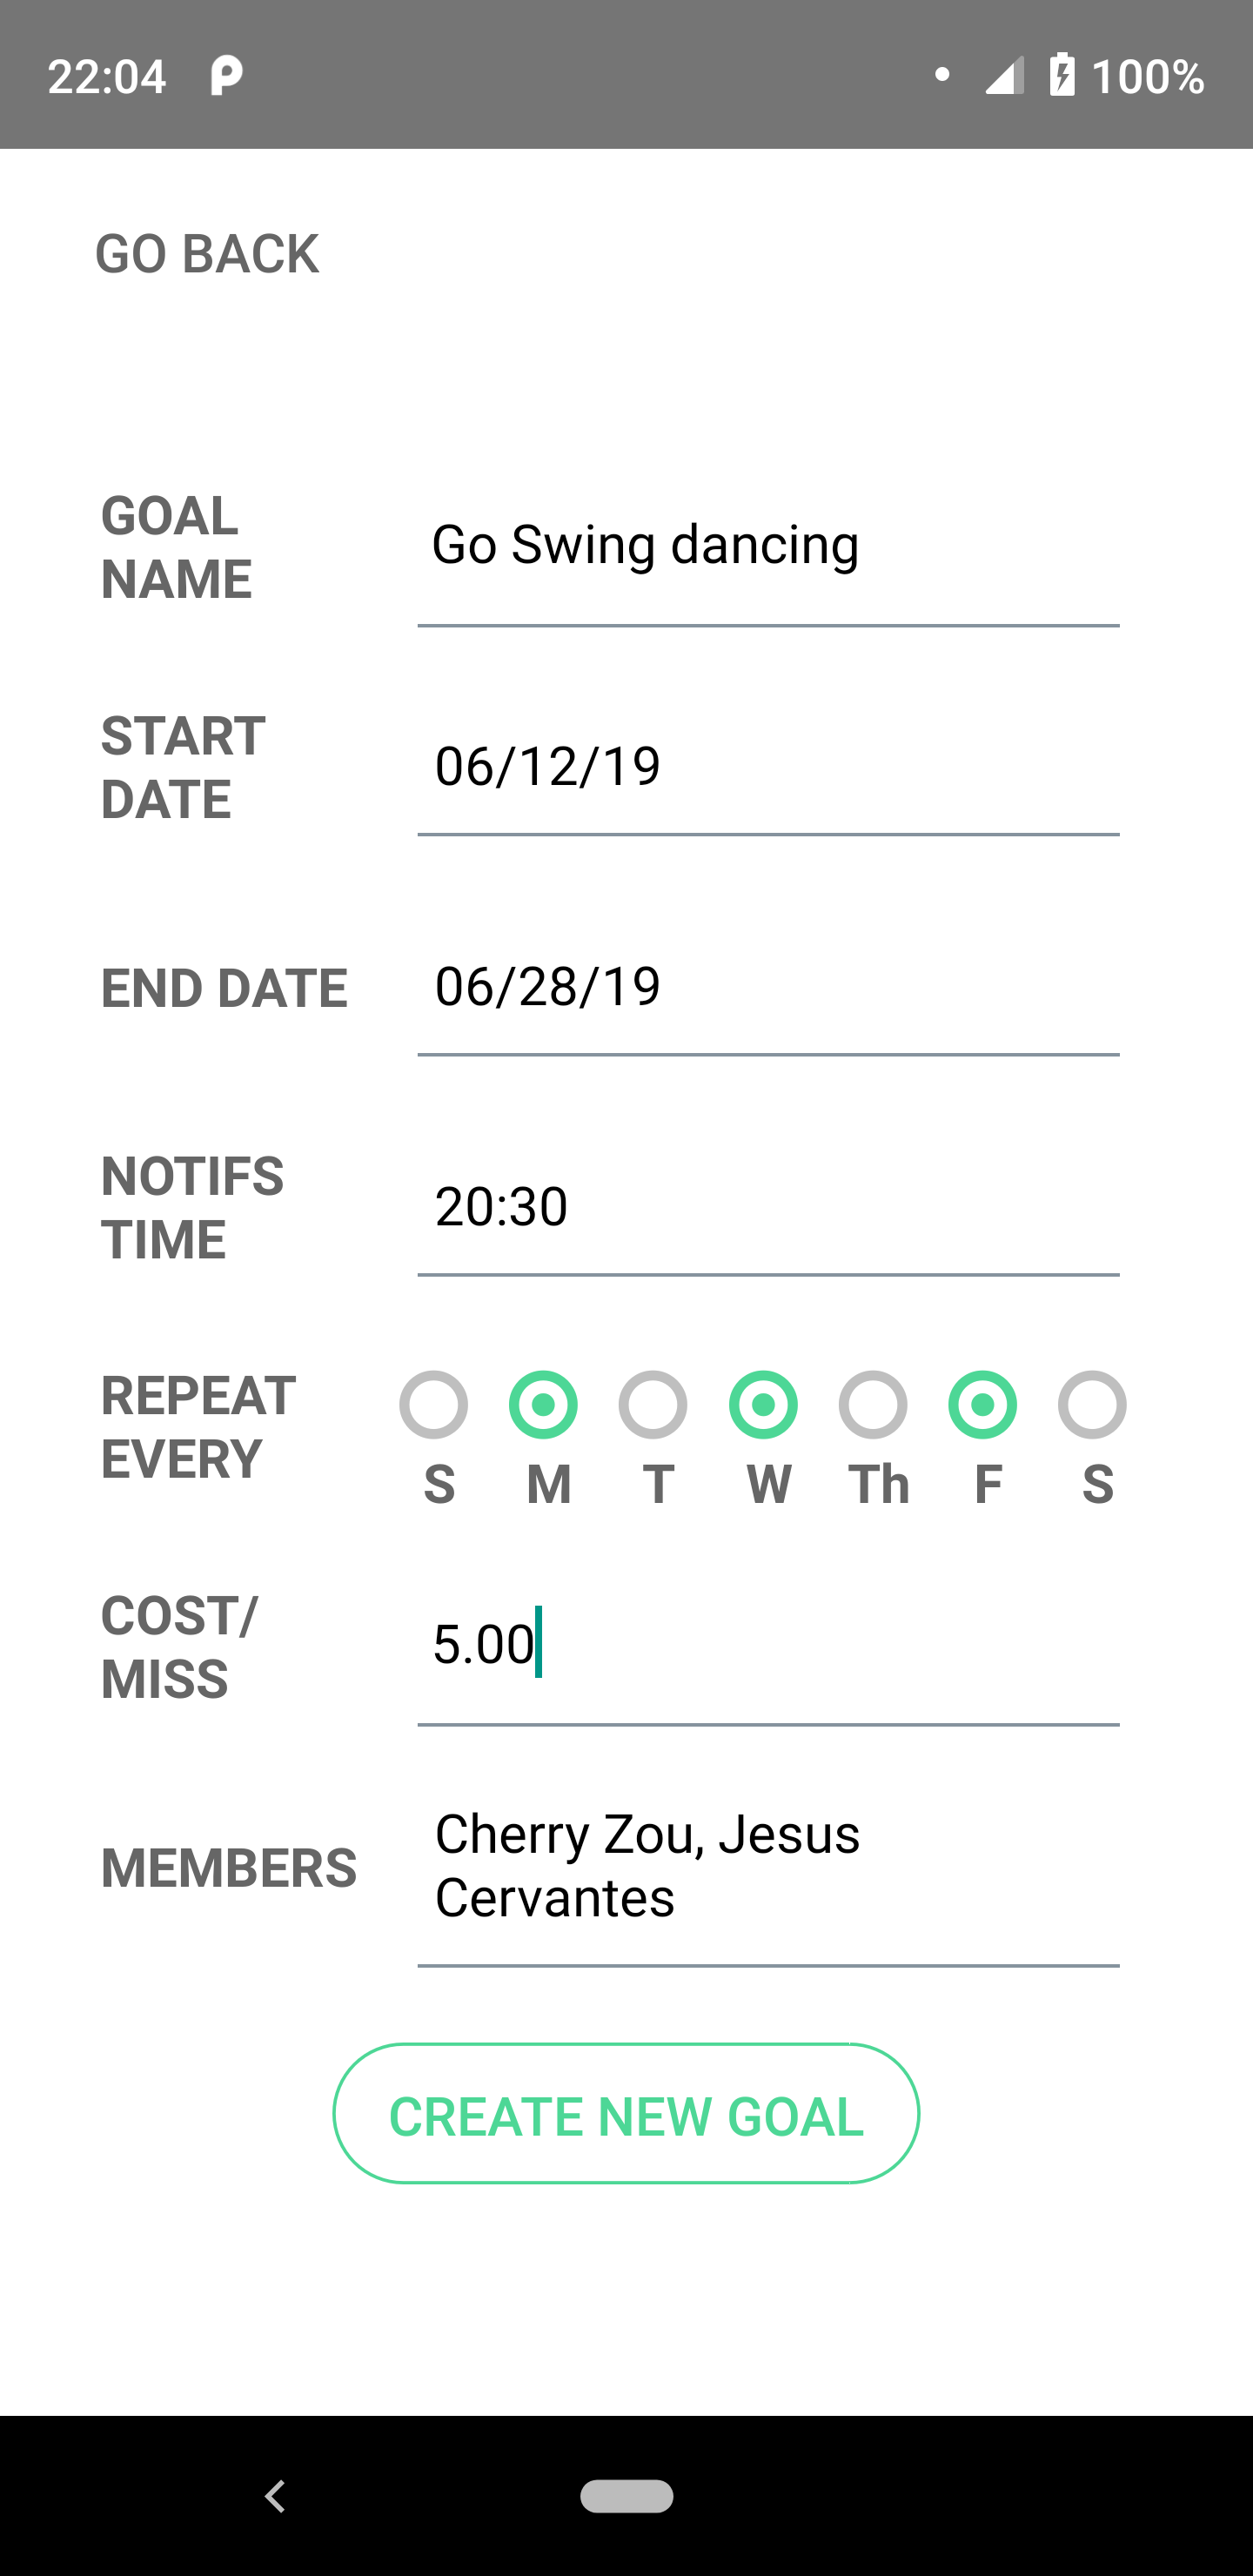 22:04 100%
GO BACK
GOAL
NAME
Go Swing dancing
START
DATE
06/12/19
END DATE
06/28/19
NOTIFS
TIME
20:30
REPEAT
EVERY
S M T W Th F S
COST/
MISS
5.00
MEMBERS
Cherry Zou, Jesus
Cervantes
CREATE NEW GOAL